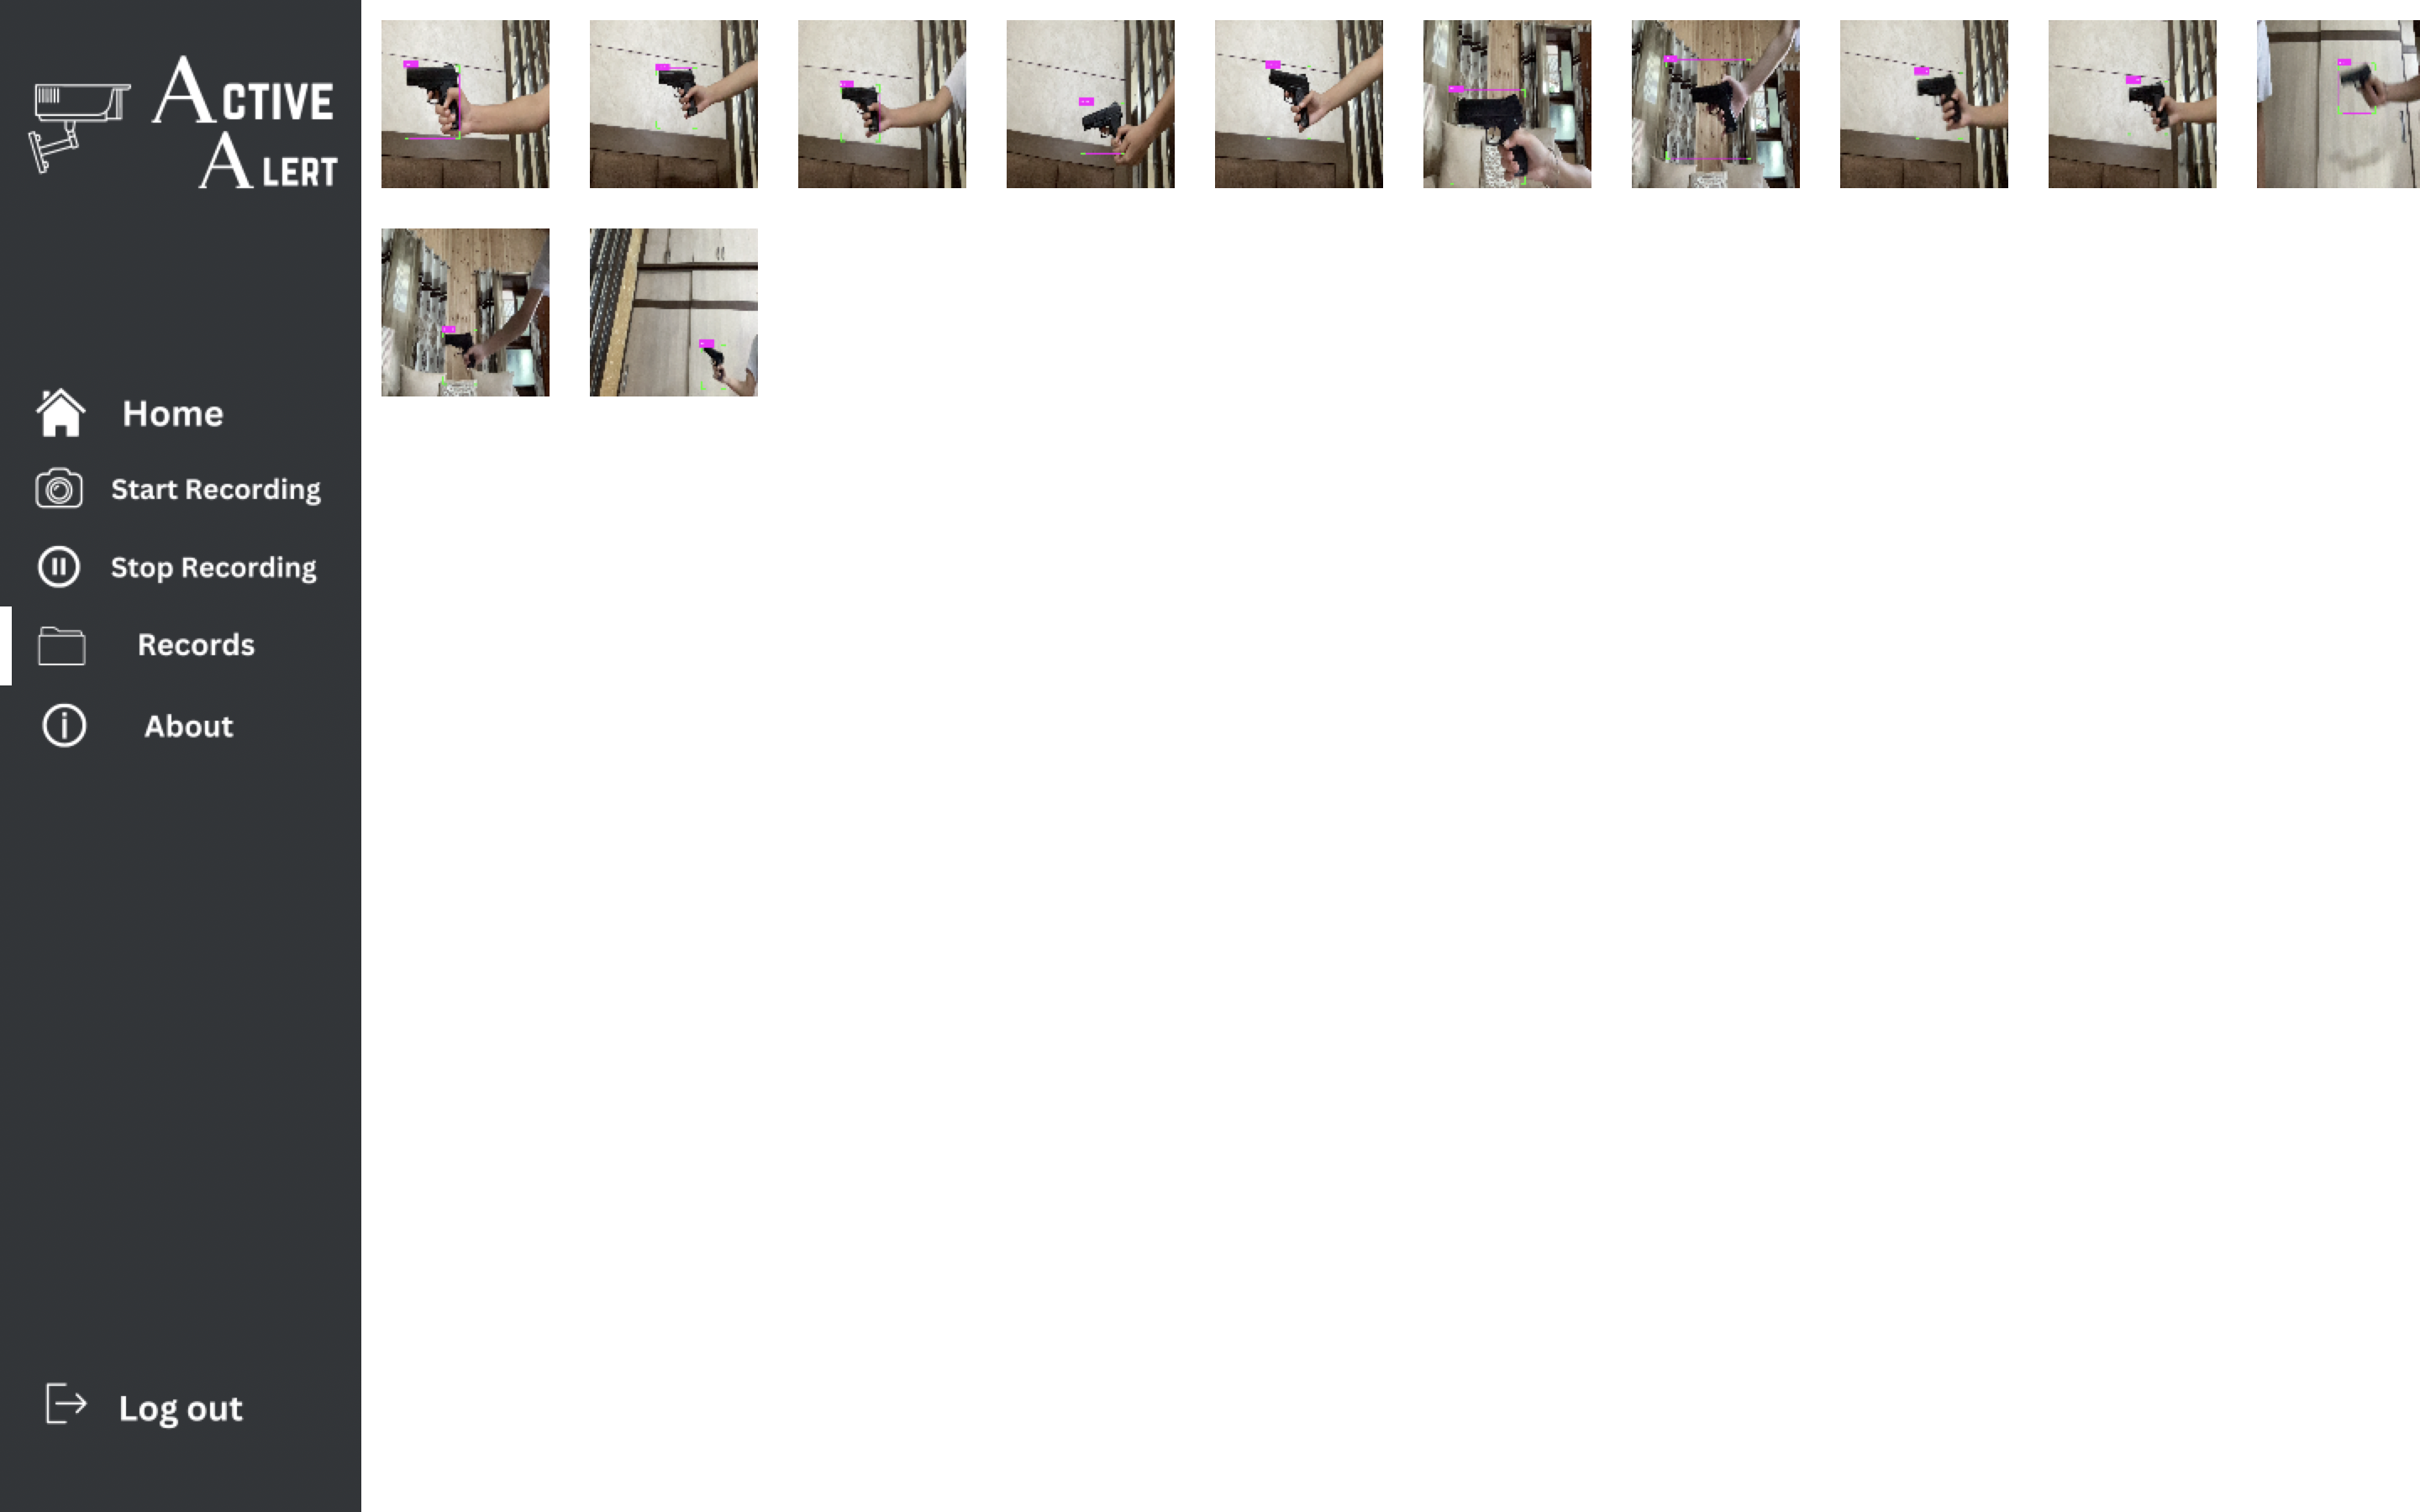 ACTIVE
ALERT
Home
Start Recording
Stop Recording
Records
About
Log out